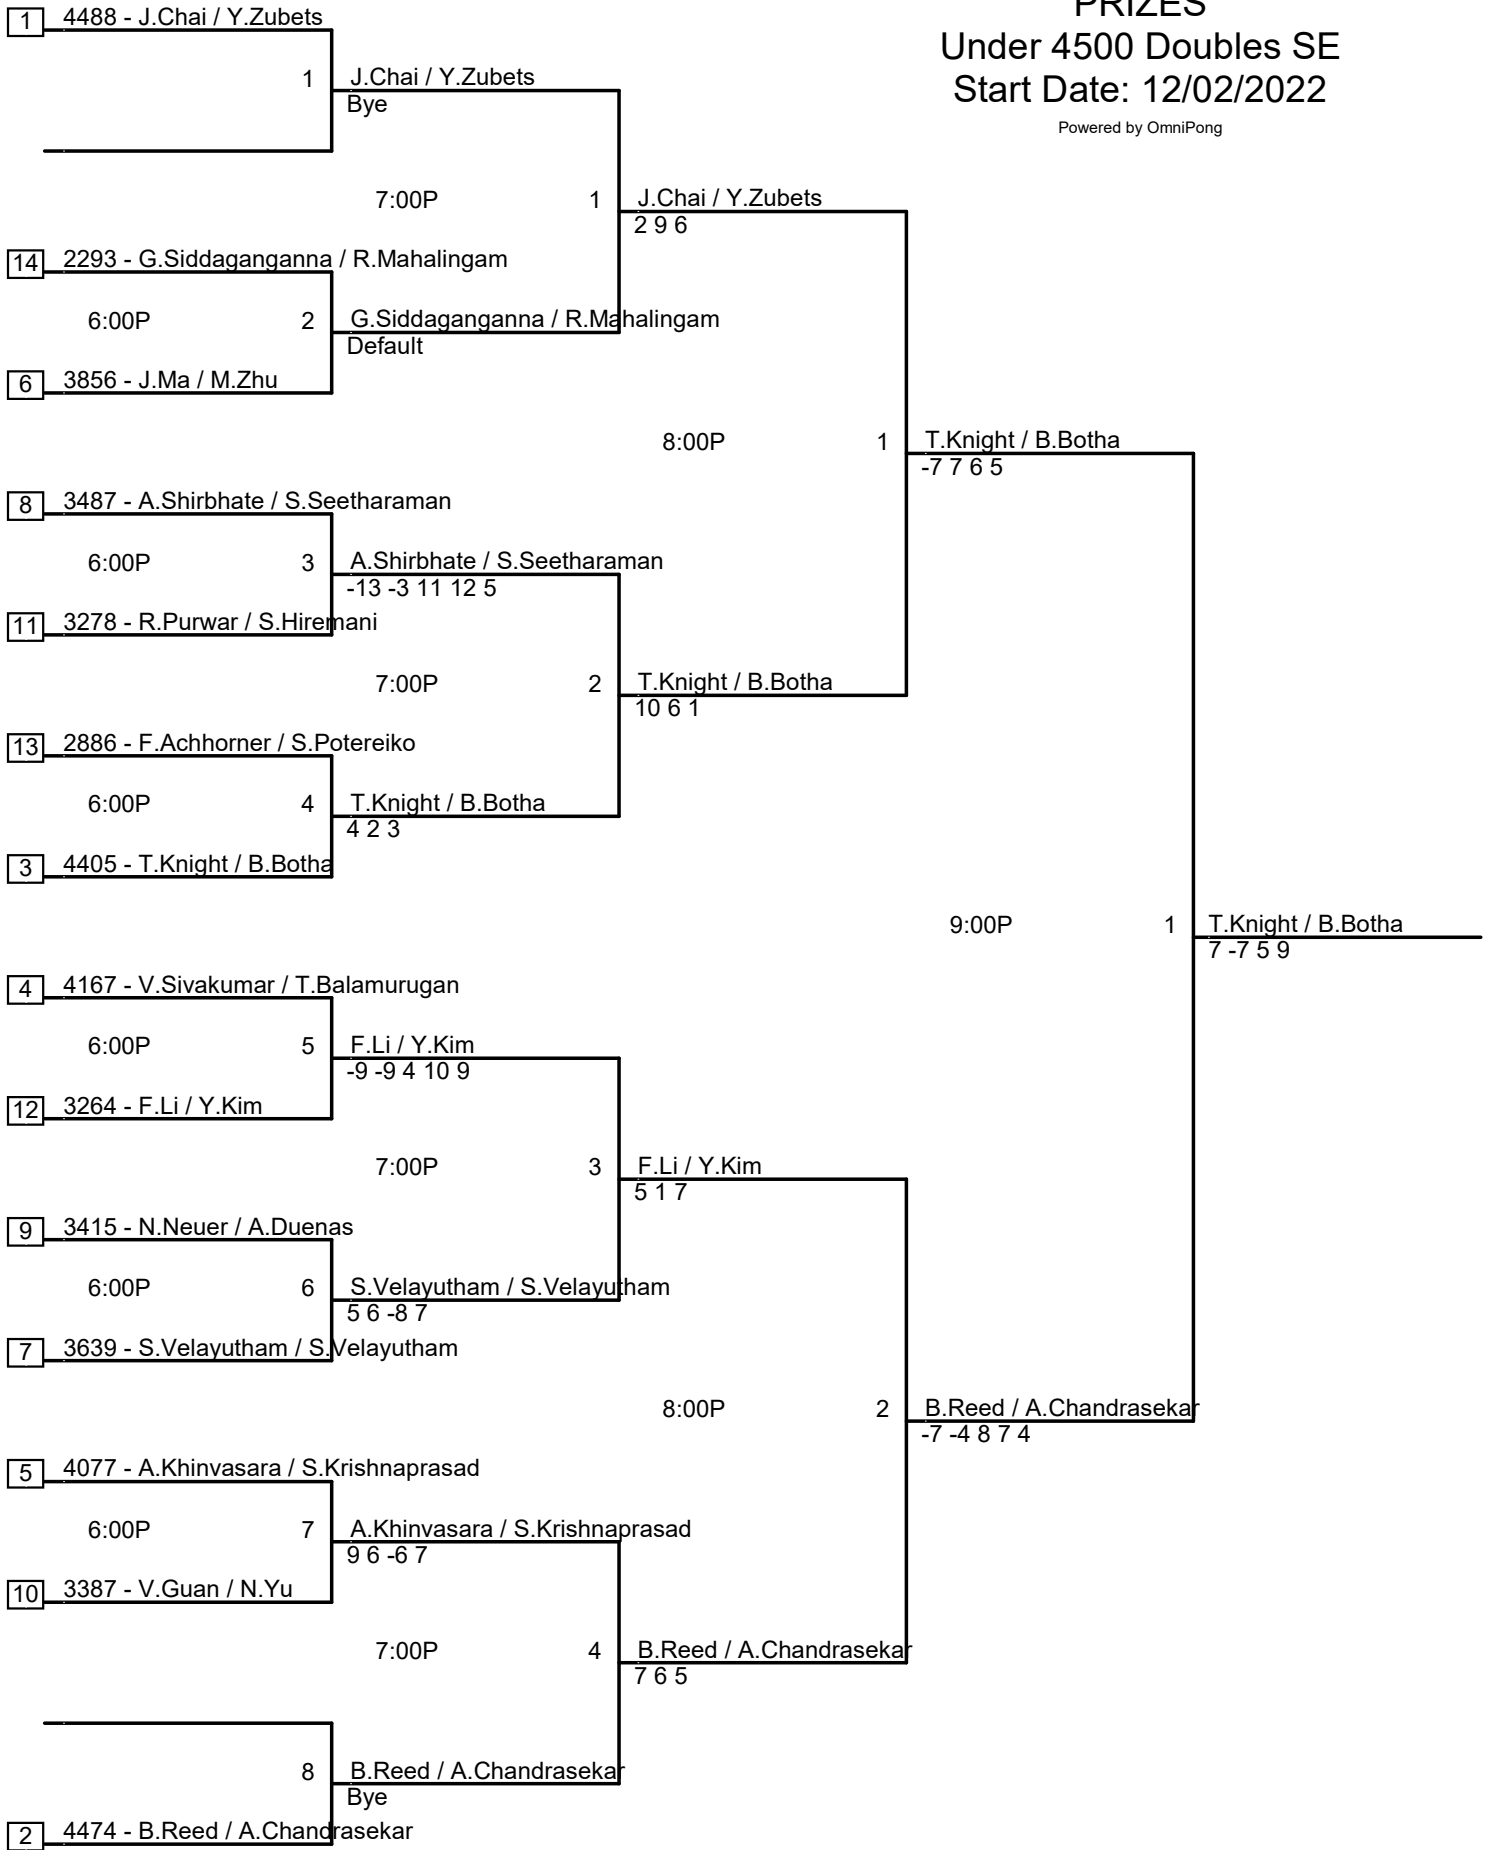 PRIZES
Under 4500 Doubles SE
Start Date: 12/02/2022
Powered by OmniPong
1 4488 - J.Chai / Y.Zubets
1 J.Chai / Y.Zubets
Bye
7:00P 1 J.Chai / Y.Zubets
2 9 6
14 2293 - G.Siddaganganna / R.Mahalingam
6:00P 2 G.Siddaganganna / R.Mahalingam
Default
6 3856 - J.Ma / M.Zhu
8:00P 1 T.Knight / B.Botha
-7 7 6 5
8 3487 - A.Shirbhate / S.Seetharaman
6:00P 3 A.Shirbhate / S.Seetharaman
-13 -3 11 12 5
11 3278 - R.Purwar / S.Hiremani
7:00P 2 T.Knight / B.Botha
10 6 1
13 2886 - F.Achhorner / S.Potereiko
6:00P 4 T.Knight / B.Botha
4 2 3
3 4405 - T.Knight / B.Botha
9:00P 1 T.Knight / B.Botha
7 -7 5 9
4 4167 - V.Sivakumar / T.Balamurugan
6:00P 5 F.Li / Y.Kim
-9 -9 4 10 9
12 3264 - F.Li / Y.Kim
7:00P 3 F.Li / Y.Kim
5 1 7
9 3415 - N.Neuer / A.Duenas
6:00P 6 S.Velayutham / S.Velayutham
5 6 -8 7
7 3639 - S.Velayutham / S.Velayutham
8:00P 2 B.Reed / A.Chandrasekar
-7 -4 8 7 4
5 4077 - A.Khinvasara / S.Krishnaprasad
6:00P 7 A.Khinvasara / S.Krishnaprasad
9 6 -6 7
10 3387 - V.Guan / N.Yu
7:00P 4 B.Reed / A.Chandrasekar
7 6 5
8 B.Reed / A.Chandrasekar
Bye
2 4474 - B.Reed / A.Chandrasekar